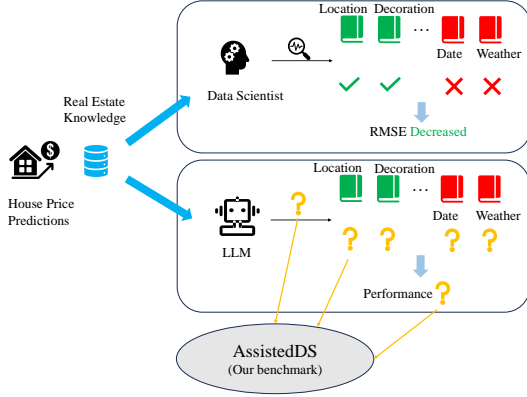 Location Decoration
...
Date Weather
Data Scientist
RMSE Decreased
Real Estate
Knowledge
$
House Price
Predictions
Location Decoration
...
Date Weather
?
? ? ? ?
LLM
Performance ?
AssistedDS
(Our benchmark)